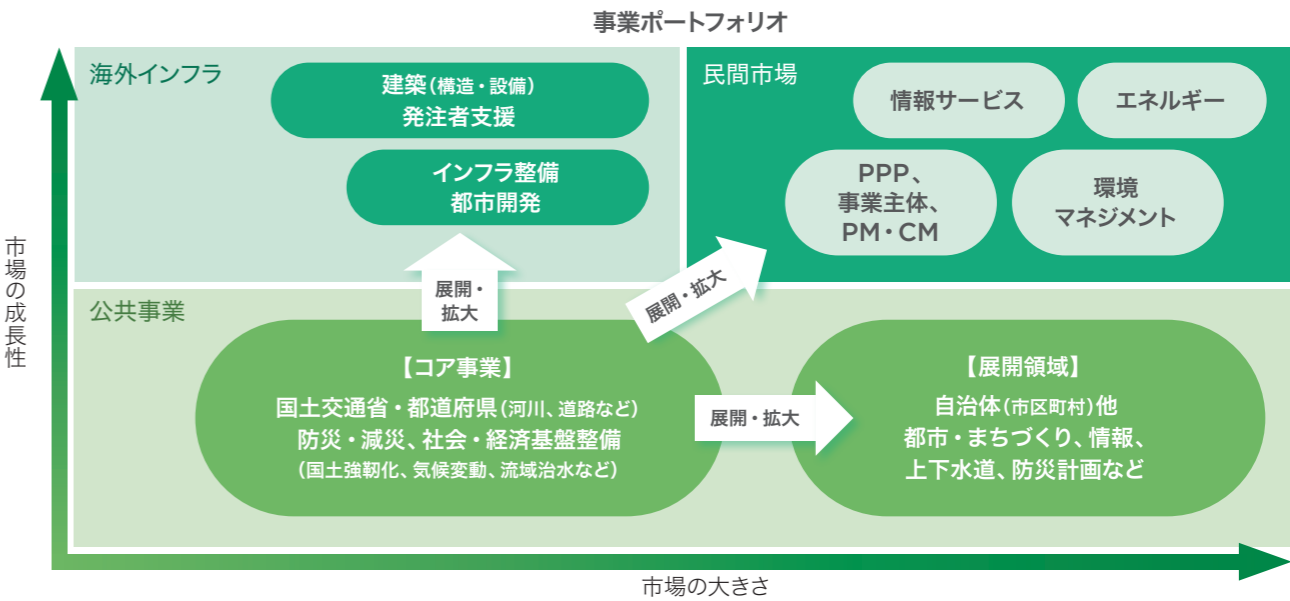 事業ポートフォリオ
海外インフラ
建築(構造・設備)
発注者支援
インフラ整備
都市開発
民間市場
情報サービス
エネルギー
PPP、
事業主体、
PM・CM
環境
マネジメント
展開・
拡大
展開・拡大
公共事業
【コア事業】
国土交通省・都道府県(河川、道路など)
防災・減災、社会・経済基盤整備
(国土強靭化、気候変動、流域治水など)
展開・拡大
【展開領域】
自治体(市区町村)他
都市・まちづくり、情報、
上下水道、防災計画など
市場の成長性
市場の大きさ